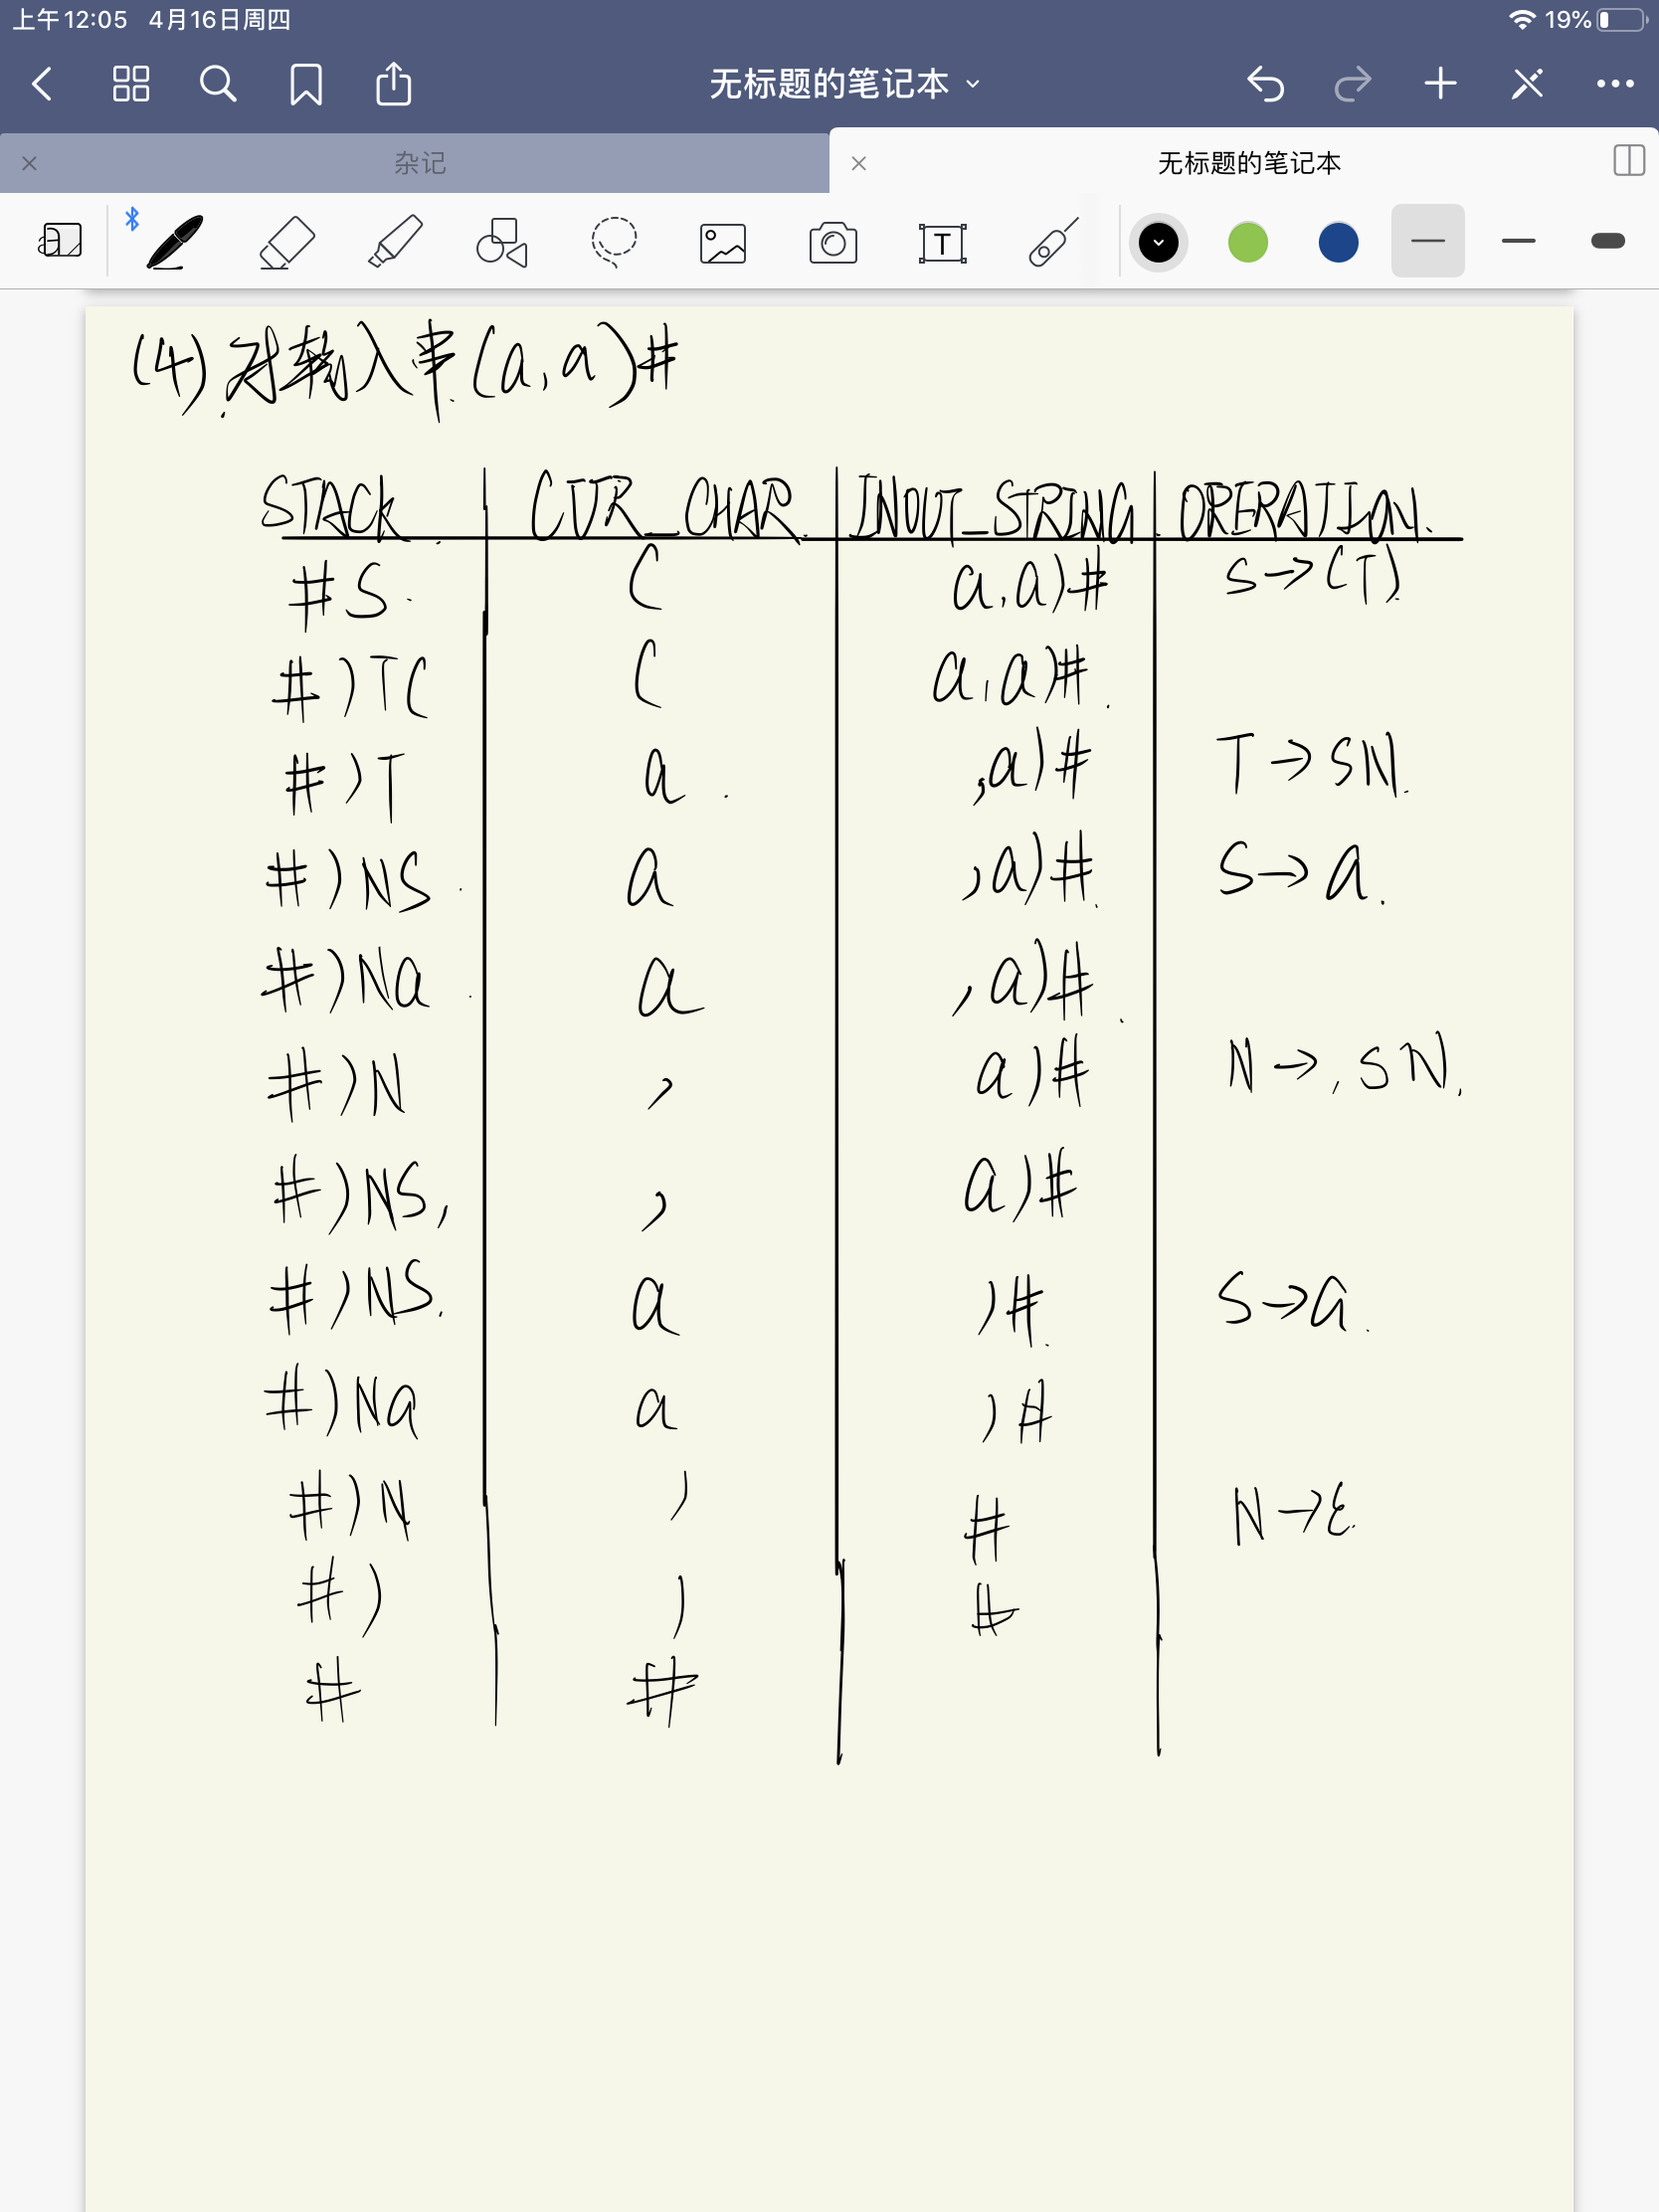 上午12:05 4月16日周四 19%
无标题的笔记本
杂记 无标题的笔记本
(4). 对输入串(a,a)#
STACK CUR_CHAR INPUT_STRING OPERATION
#S ( a,a)# S→(T)
#)T( ( a,a)#
#)T a ,a)# T→SN
#)NS a ,a)# S→a
#)Na a ,a)#
#)N , a)# N→,SN
#)NS, , a)#
#)NS a )# S→a
#)Na a )#
#)N ) # N→ε
#) ) #
# #